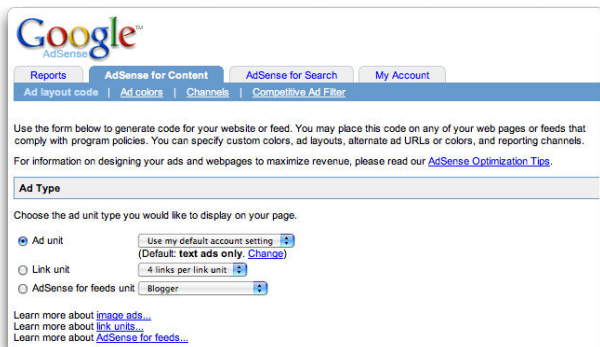 Google™
AdSense
Reports AdSense for Content AdSense for Search My Account
Ad layout code | Ad colors | Channels | Competitive Ad Filter
Use the form below to generate code for your website or feed. You may place this code on any of your web pages or feeds that
comply with program policies. You can specify custom colors, ad layouts, alternate ad URLs or colors, and reporting channels.
For information on designing your ads and webpages to maximize revenue, please read our AdSense Optimization Tips.
Ad Type
Choose the ad unit type you would like to display on your page.
Ad unit Use my default account setting
(Default: text ads only. Change)
Link unit 4 links per link unit
AdSense for feeds unit Blogger
Learn more about image ads...
Learn more about link units...
Learn more about AdSense for feeds...